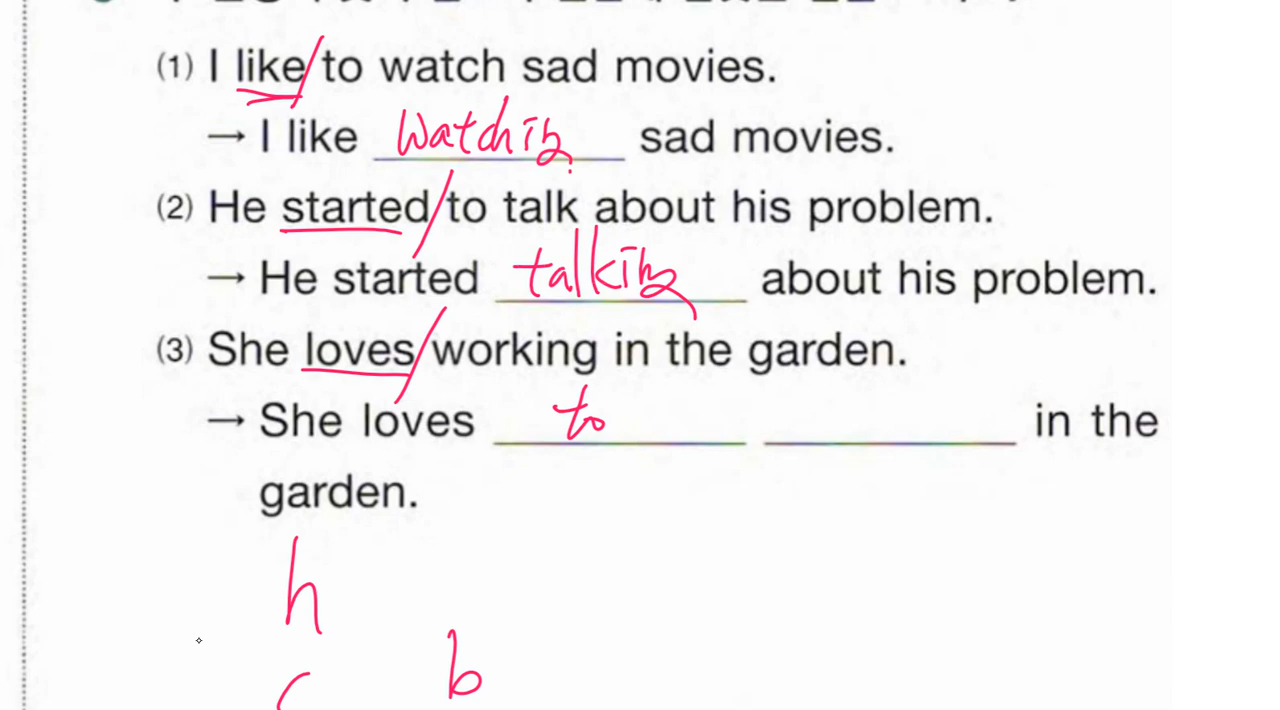 (1) I like / to watch sad movies.
→ I like watching sad movies.
(2) He started / to talk about his problem.
→ He started talking about his problem.
(3) She loves / working in the garden.
→ She loves to ______ in the
garden.
h
b